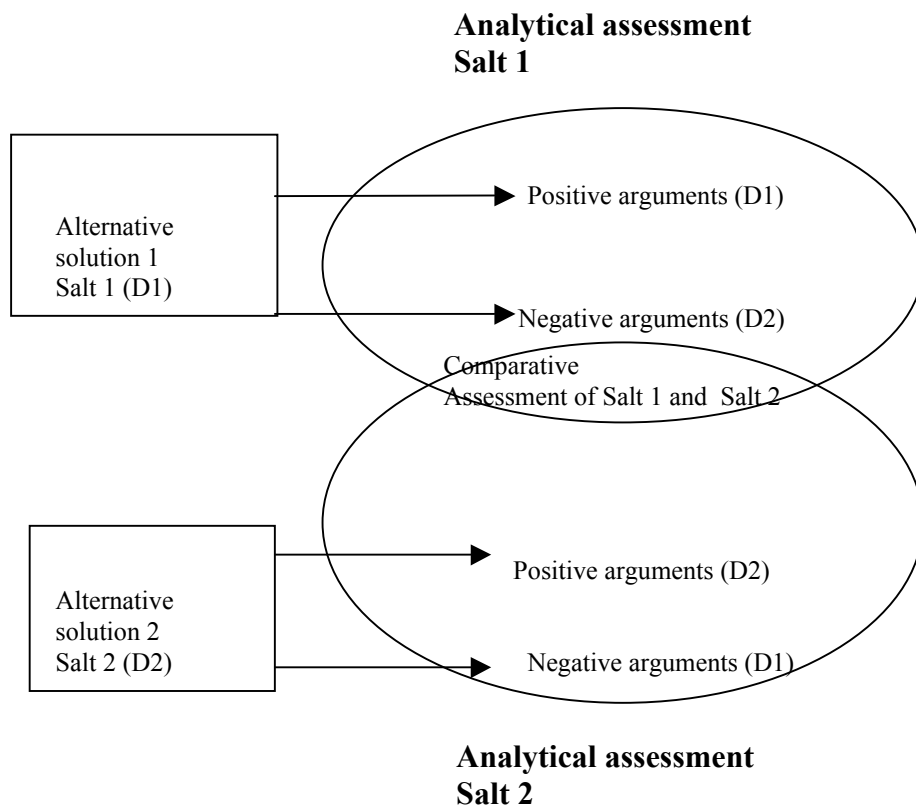 Analytical assessment
Salt 1
Positive arguments (D1)
Alternative
solution 1
Salt 1 (D1)
Negative arguments (D2)
Comparative
Assessment of Salt 1 and Salt 2
Positive arguments (D2)
Alternative
solution 2
Salt 2 (D2)
Negative arguments (D1)
Analytical assessment
Salt 2